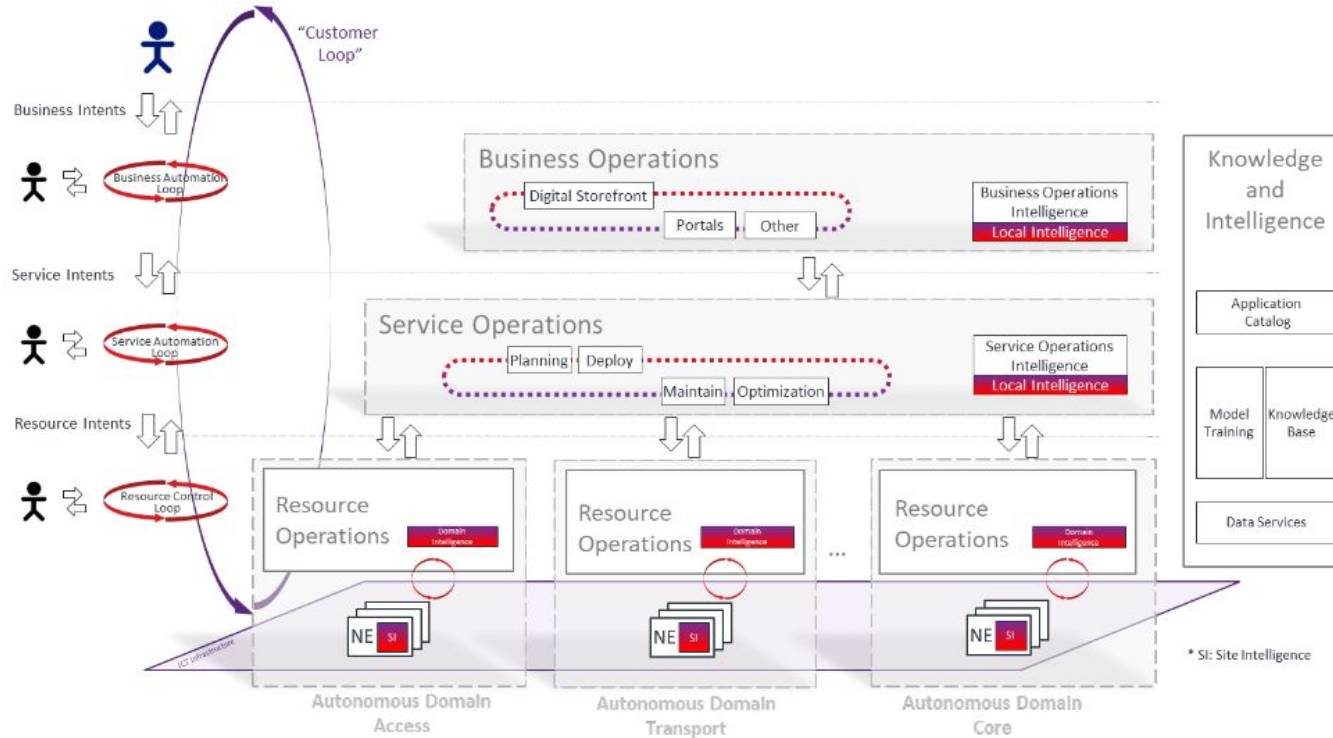 “Customer
Loop”
Business Intents
Business Automation
Loop
Service Intents
Service Automation
Loop
Resource Intents
Resource Control
Loop
Business Operations
Digital Storefront
Portals
Other
Business Operations
Intelligence
Local Intelligence
Service Operations
Planning
Deploy
Maintain
Optimization
Service Operations
Intelligence
Local Intelligence
Resource
Operations
Domain
Intelligence
Resource
Operations
Domain
Intelligence
...
Resource
Operations
Domain
Intelligence
NE
SI
NE
SI
NE
SI
ICT Infrastructure
Autonomous Domain
Access
Autonomous Domain
Transport
Autonomous Domain
Core
Knowledge
and
Intelligence
Application
Catalog
Model
Training
Knowledge
Base
Data Services
* SI: Site Intelligence